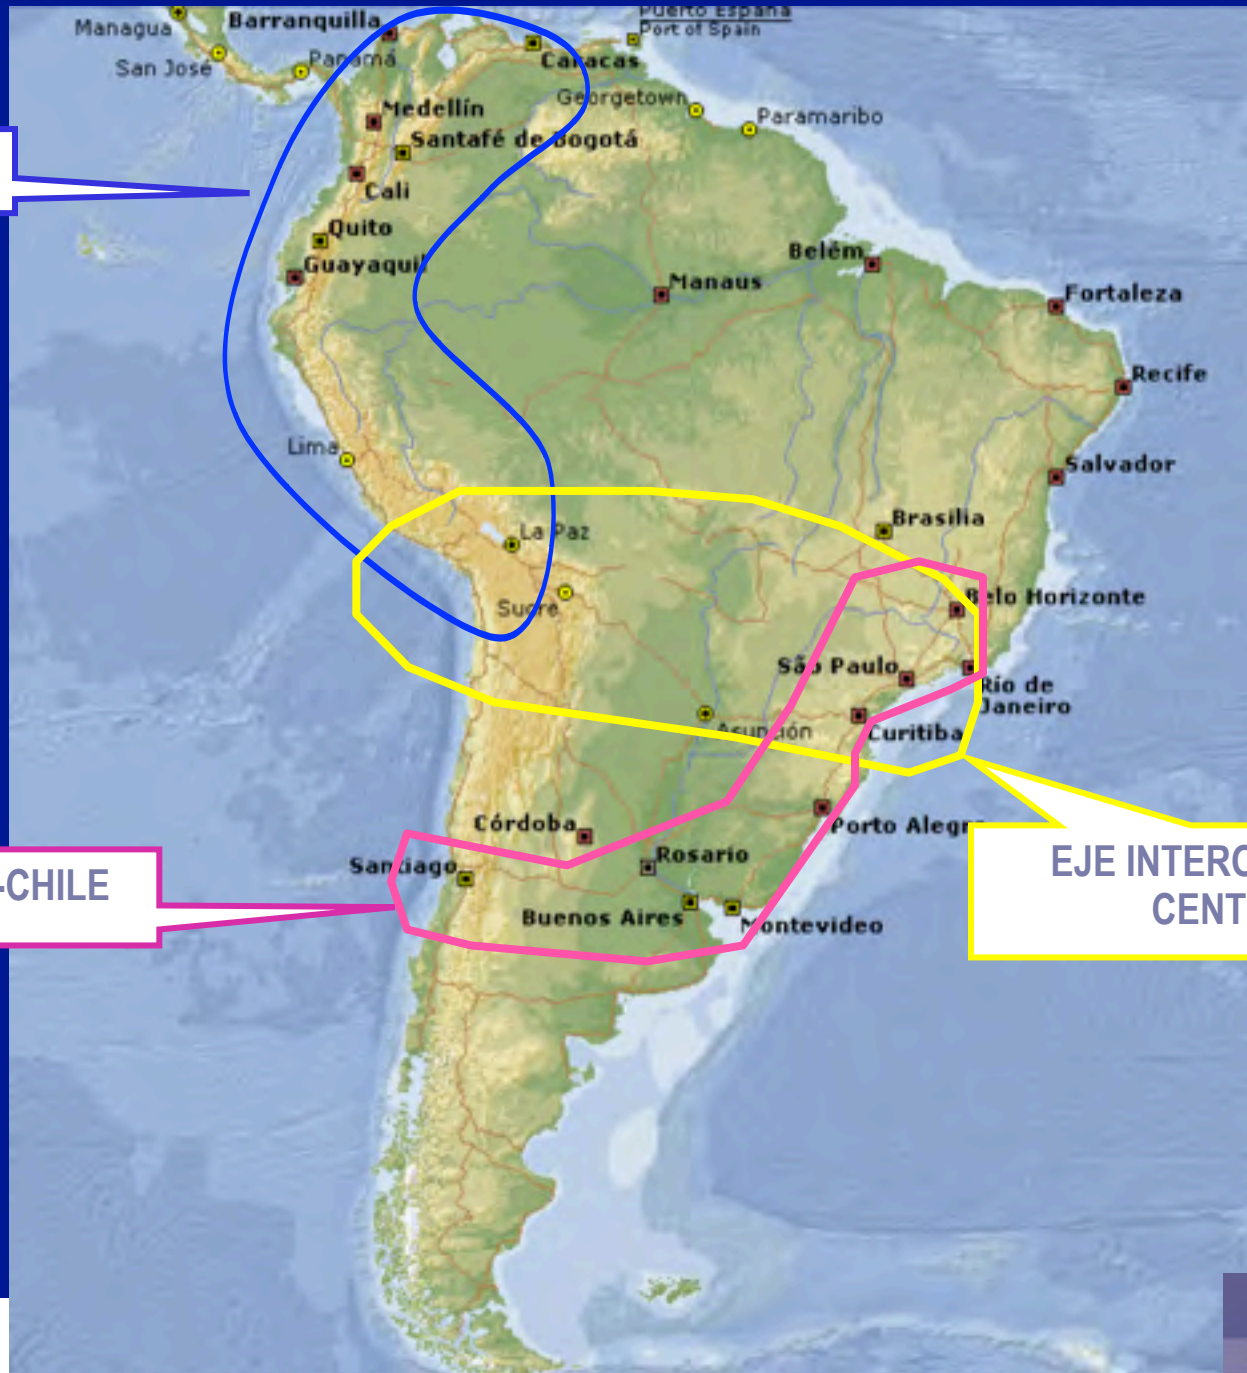 Puerto España
Port of Spain
Managua
Barranquilla
San José
Panamá
Caracas
Georgetown
Paramaribo
Medellín
Santafé de Bogotá
Cali
Quito
Guayaquil
Belém
Manaus
Fortaleza
Recife
Lima
Salvador
Brasilia
La Paz
Sucre
Belo Horizonte
São Paulo
Río de
Janeiro
Asunción
Curitiba
Córdoba
Porto Alegre
Rosario
Santiago
-CHILE
EJE INTERO
CENT
Buenos Aires
Montevideo